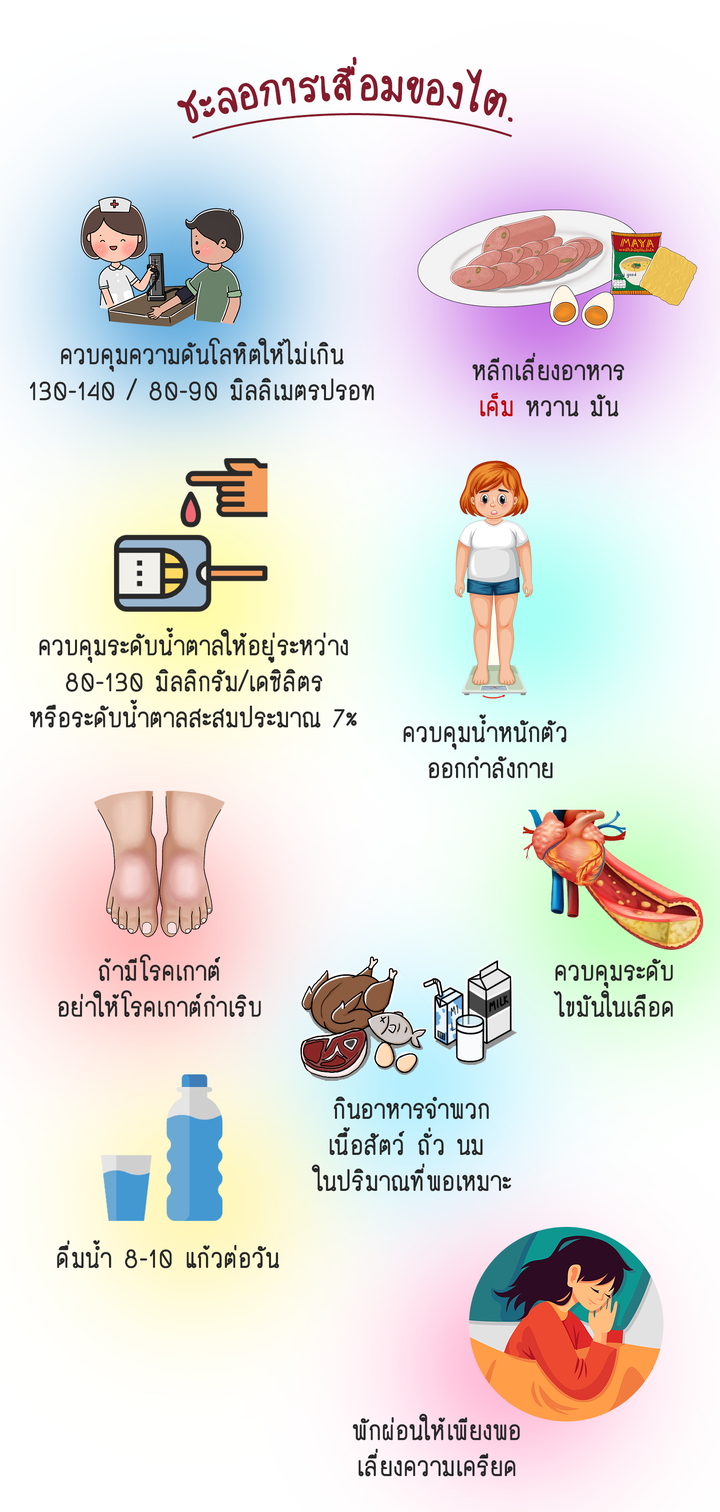 ชะลอการเสื่อมของไต.
ควบคุมความดันโลหิตให้ไม่เกิน
130-140 / 80-90 มิลลิเมตรปรอท
MAYA
หลีกเลี่ยงอาหาร
เค็ม หวาน มัน
ควบคุมระดับน้ำตาลให้อยู่ระหว่าง
80-130 มิลลิกรัม/เดซิลิตร
หรือระดับน้ำตาลสะสมประมาณ 7%
ควบคุมน้ำหนักตัว
ออกกำลังกาย
ถ้ามีโรคเกาต์
อย่าให้โรคเกาต์กำเริบ
ควบคุมระดับ
ไขมันในเลือด
MILK
กินอาหารจำพวก
เนื้อสัตว์ ถั่ว นม
ในปริมาณที่พอเหมาะ
ดื่มน้ำ 8-10 แก้วต่อวัน
พักผ่อนให้เพียงพอ
เลี่ยงความเครียด